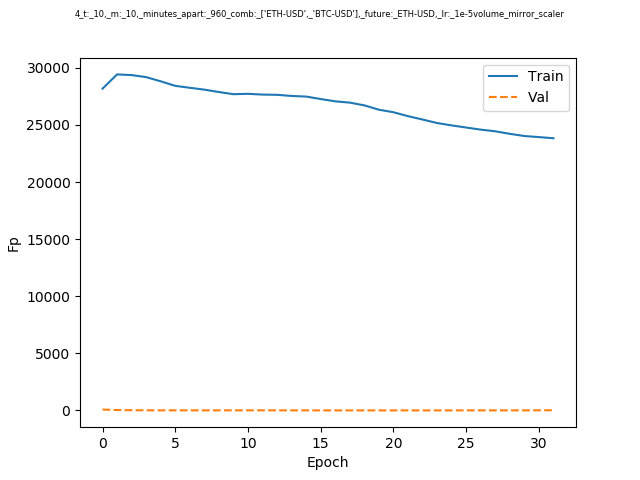 4_t:_10,_m:_10,_minutes_apart:_960_comb:_['ETH-USD',_'BTC-USD'],_future:_ETH-USD,_lr:_1e-5volume_mirror_scaler
Train
Val
30000
25000
20000
15000
10000
5000
0
Fp
0 5 10 15 20 25 30
Epoch